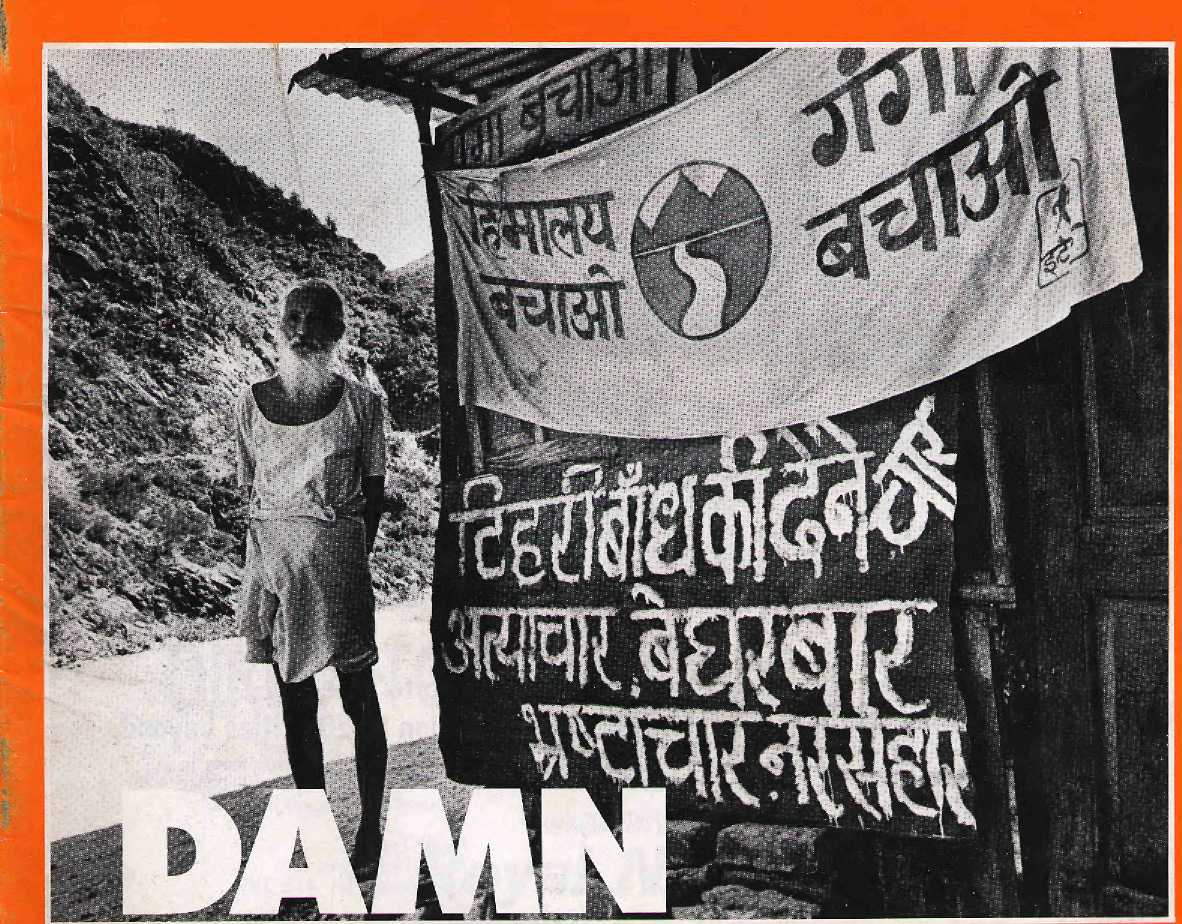 गंगा बचाओ
हिमालय
बचाओ
गंगा
बचाओ
टिहरी बाँध की देने चार
अत्याचार, बेघरबार
भ्रष्टाचार, नरसंहार
DAMN